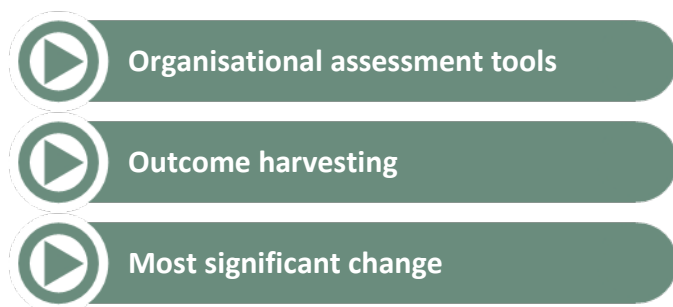 Organisational assessment tools
Outcome harvesting
Most significant change